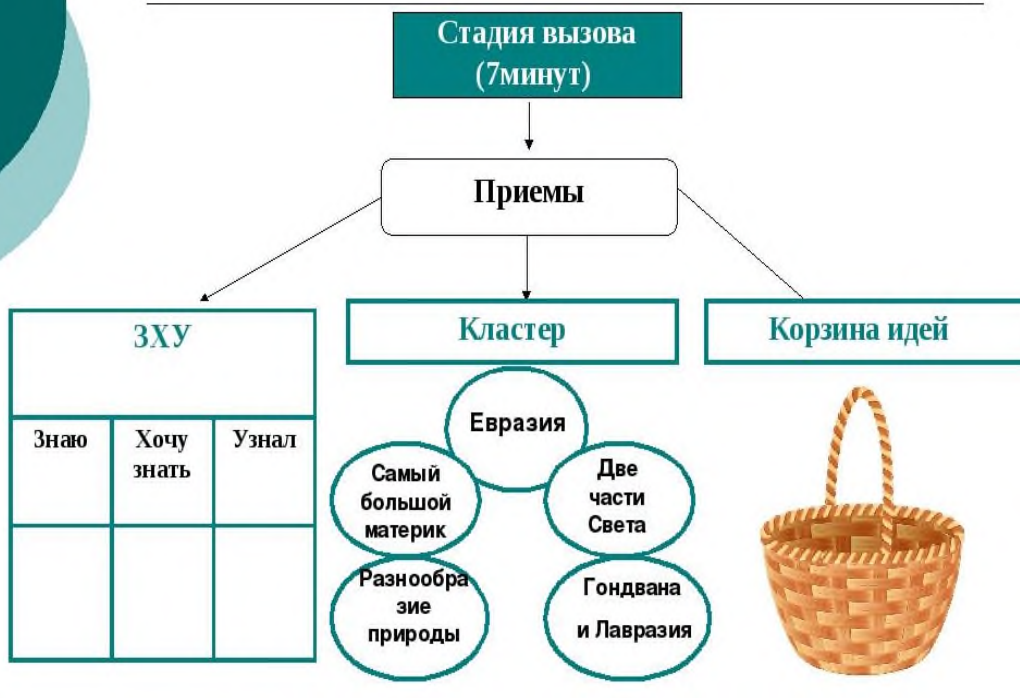 Стадия вызова
(7минут)
Приемы
ЗХУ
Знаю
Хочу
знать
Узнал
Кластер
Евразия
Самый
большой
материк
Две
части
Света
Разнообра
зие
природы
Гондвана
и Лавразия
Корзина идей